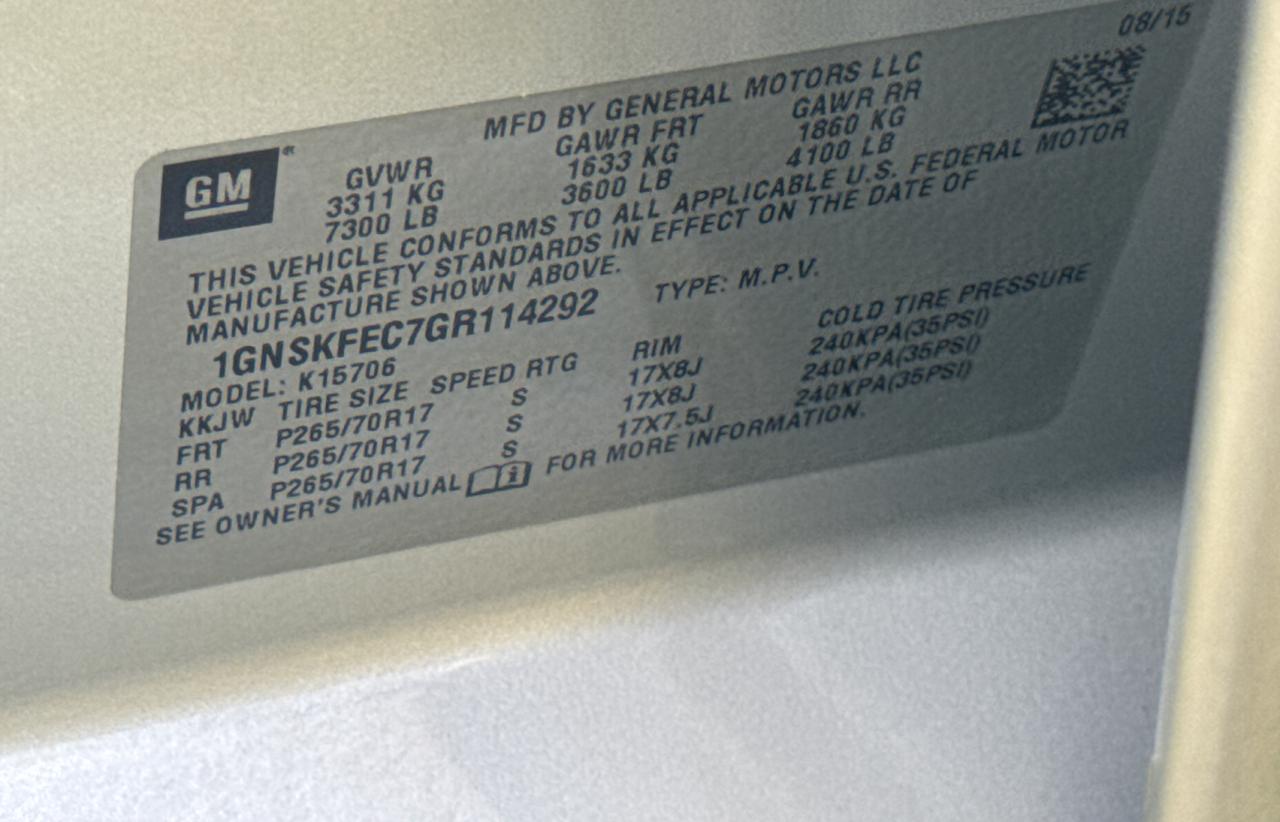 08/15
MFD BY GENERAL MOTORS LLC
GM®
GVWR GAWR FRT GAWR RR
3311 KG 1633 KG 1860 KG
7300 LB 3600 LB 4100 LB
THIS VEHICLE CONFORMS TO ALL APPLICABLE U.S. FEDERAL MOTOR
VEHICLE SAFETY STANDARDS IN EFFECT ON THE DATE OF
MANUFACTURE SHOWN ABOVE.
1GNSKFEC7GR114292 TYPE: M.P.V.
MODEL: K15706
KKJW TIRE SIZE SPEED RTG RIM COLD TIRE PRESSURE
FRT P265/70R17 S 17X8J 240KPA(35PSI)
RR P265/70R17 S 17X8J 240KPA(35PSI)
SPA P265/70R17 S 17X7.5J 240KPA(35PSI)
SEE OWNER'S MANUAL i FOR MORE INFORMATION.